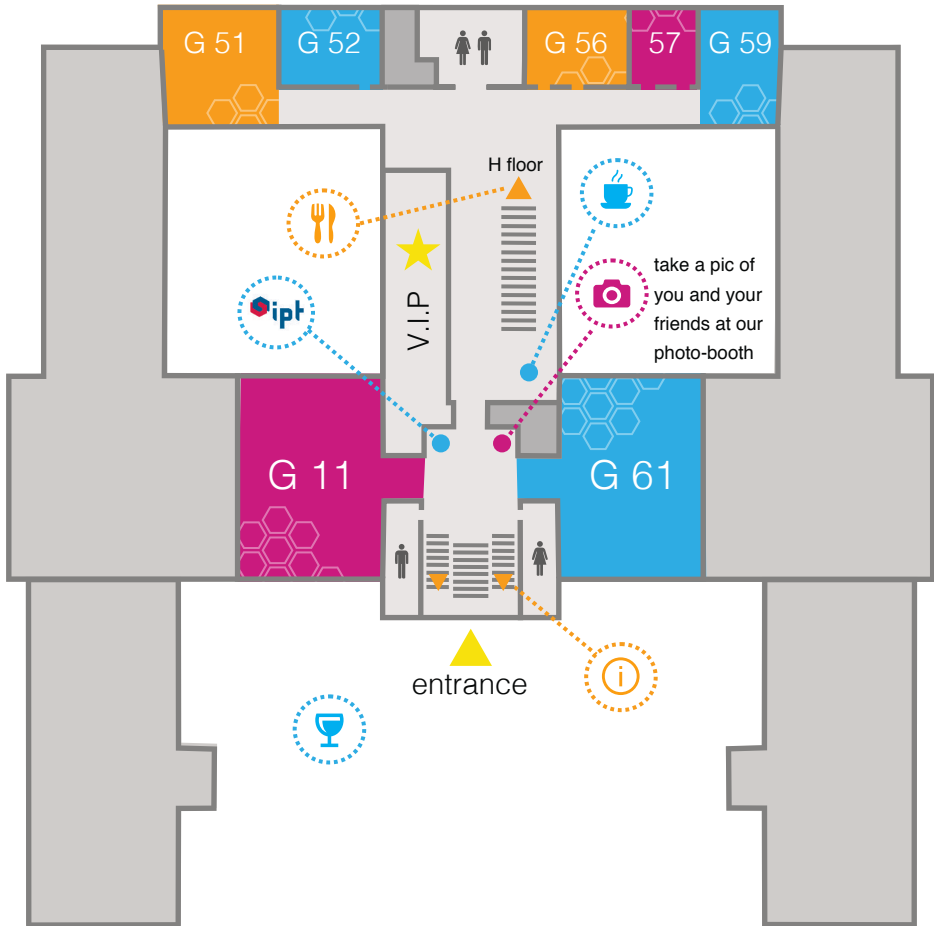 G 51
G 52
G 56
57
G 59
H floor
take a pic of
you and your
friends at our
photo-booth
V.I.P
Sipt
G 11
G 61
i
entrance